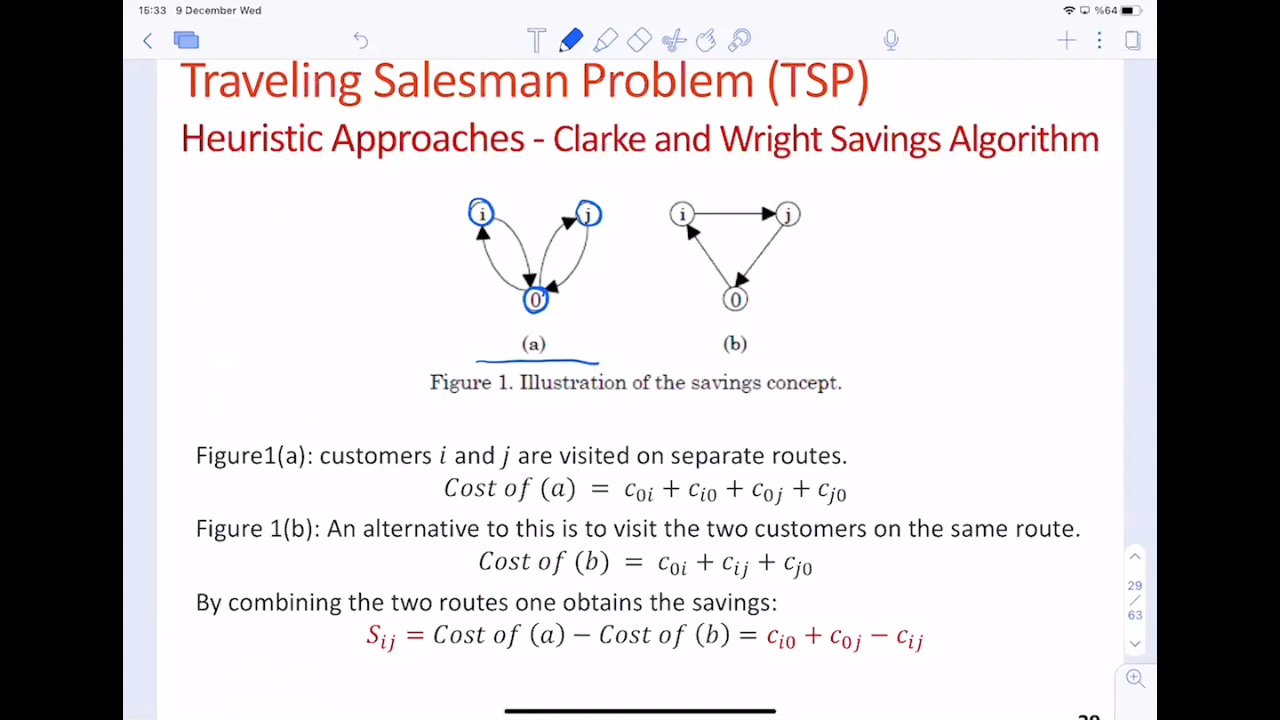 15:33 9 December Wed %64
T
Traveling Salesman Problem (TSP)
Heuristic Approaches - Clarke and Wright Savings Algorithm
i j i j
0 0
(a) (b)
Figure 1. Illustration of the savings concept.
Figure1(a): customers i and j are visited on separate routes.
Cost of (a) = c₀ᵢ + cᵢ₀ + c₀ⱼ + cⱼ₀
Figure 1(b): An alternative to this is to visit the two customers on the same route.
Cost of (b) = c₀ᵢ + cᵢⱼ + cⱼ₀
29
/
63
By combining the two routes one obtains the savings:
Sᵢⱼ = Cost of (a) − Cost of (b) = cᵢ₀ + c₀ⱼ − cᵢⱼ